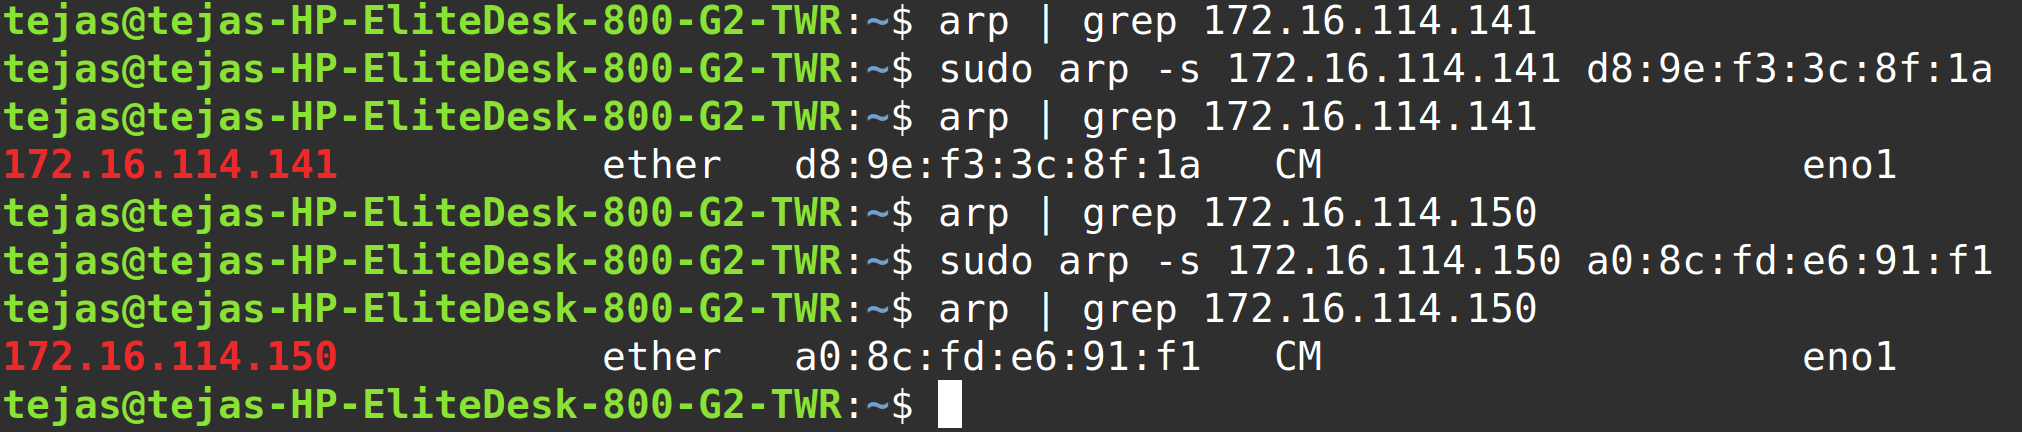 tejas@tejas-HP-EliteDesk-800-G2-TWR:~$ arp | grep 172.16.114.141
tejas@tejas-HP-EliteDesk-800-G2-TWR:~$ sudo arp -s 172.16.114.141 d8:9e:f3:3c:8f:1a
tejas@tejas-HP-EliteDesk-800-G2-TWR:~$ arp | grep 172.16.114.141
172.16.114.141           ether   d8:9e:f3:3c:8f:1a   CM                    eno1
tejas@tejas-HP-EliteDesk-800-G2-TWR:~$ arp | grep 172.16.114.150
tejas@tejas-HP-EliteDesk-800-G2-TWR:~$ sudo arp -s 172.16.114.150 a0:8c:fd:e6:91:f1
tejas@tejas-HP-EliteDesk-800-G2-TWR:~$ arp | grep 172.16.114.150
172.16.114.150           ether   a0:8c:fd:e6:91:f1   CM                    eno1
tejas@tejas-HP-EliteDesk-800-G2-TWR:~$